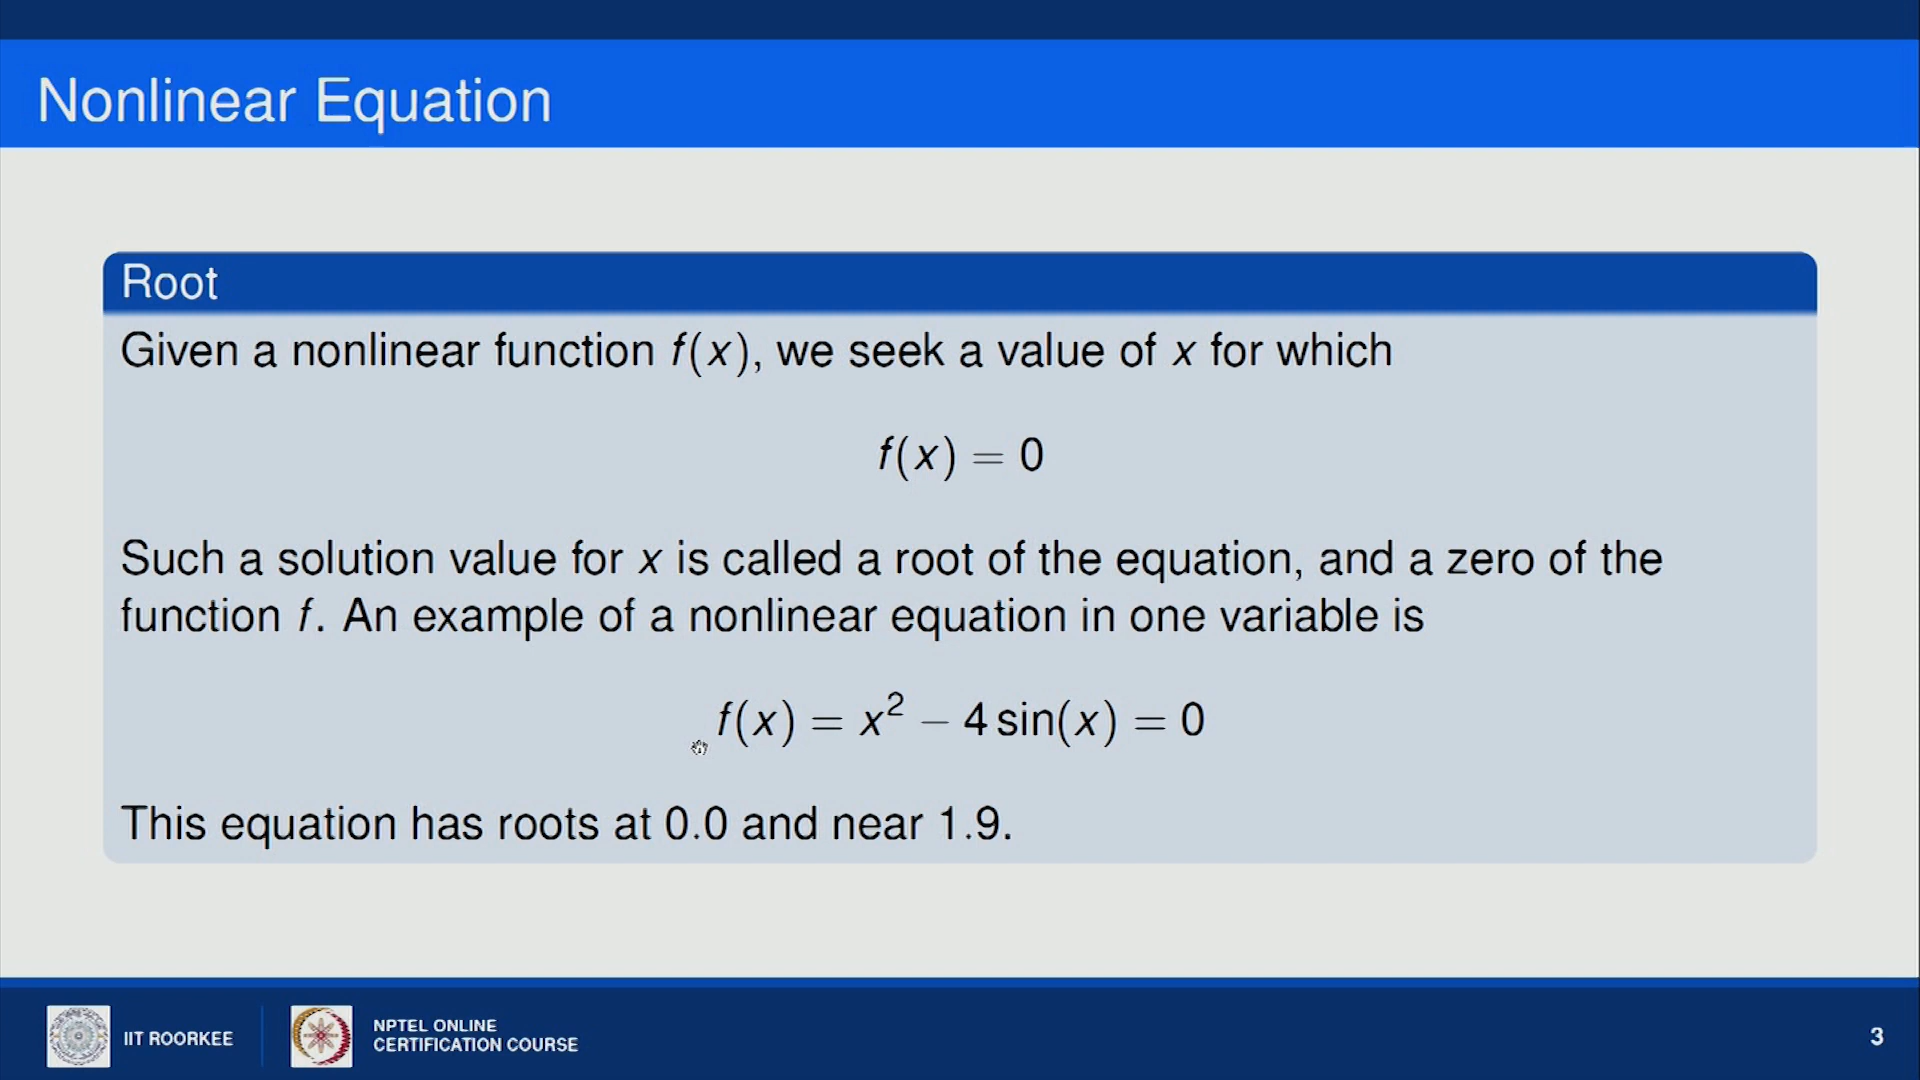 Nonlinear Equation
Root
Given a nonlinear function f(x), we seek a value of x for which
f(x) = 0
Such a solution value for x is called a root of the equation, and a zero of the
function f. An example of a nonlinear equation in one variable is
f(x) = x² − 4 sin(x) = 0
This equation has roots at 0.0 and near 1.9.
IIT ROORKEE
NPTEL ONLINE
CERTIFICATION COURSE
3